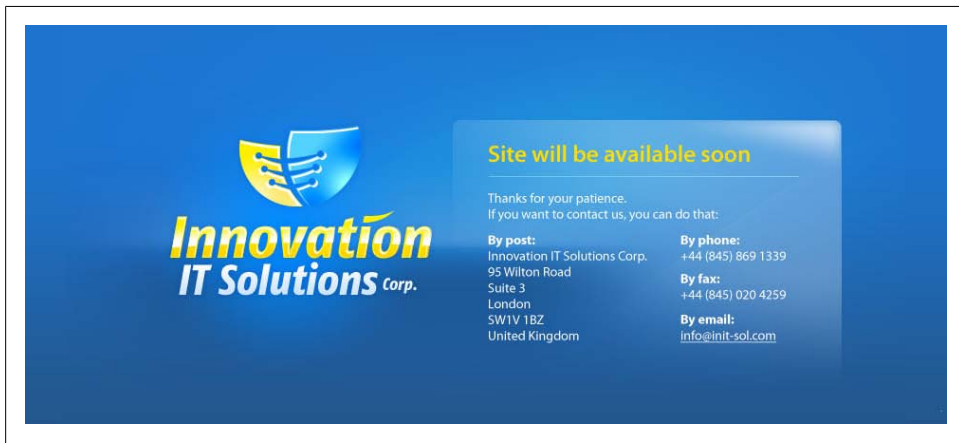 Innovation
IT Solutions Corp.
Site will be available soon
Thanks for your patience.
If you want to contact us, you can do that:
By post:
Innovation IT Solutions Corp.
95 Wilton Road
Suite 3
London
SW1V 1BZ
United Kingdom
By phone:
+44 (845) 869 1339
By fax:
+44 (845) 020 4259
By email:
info@init-sol.com